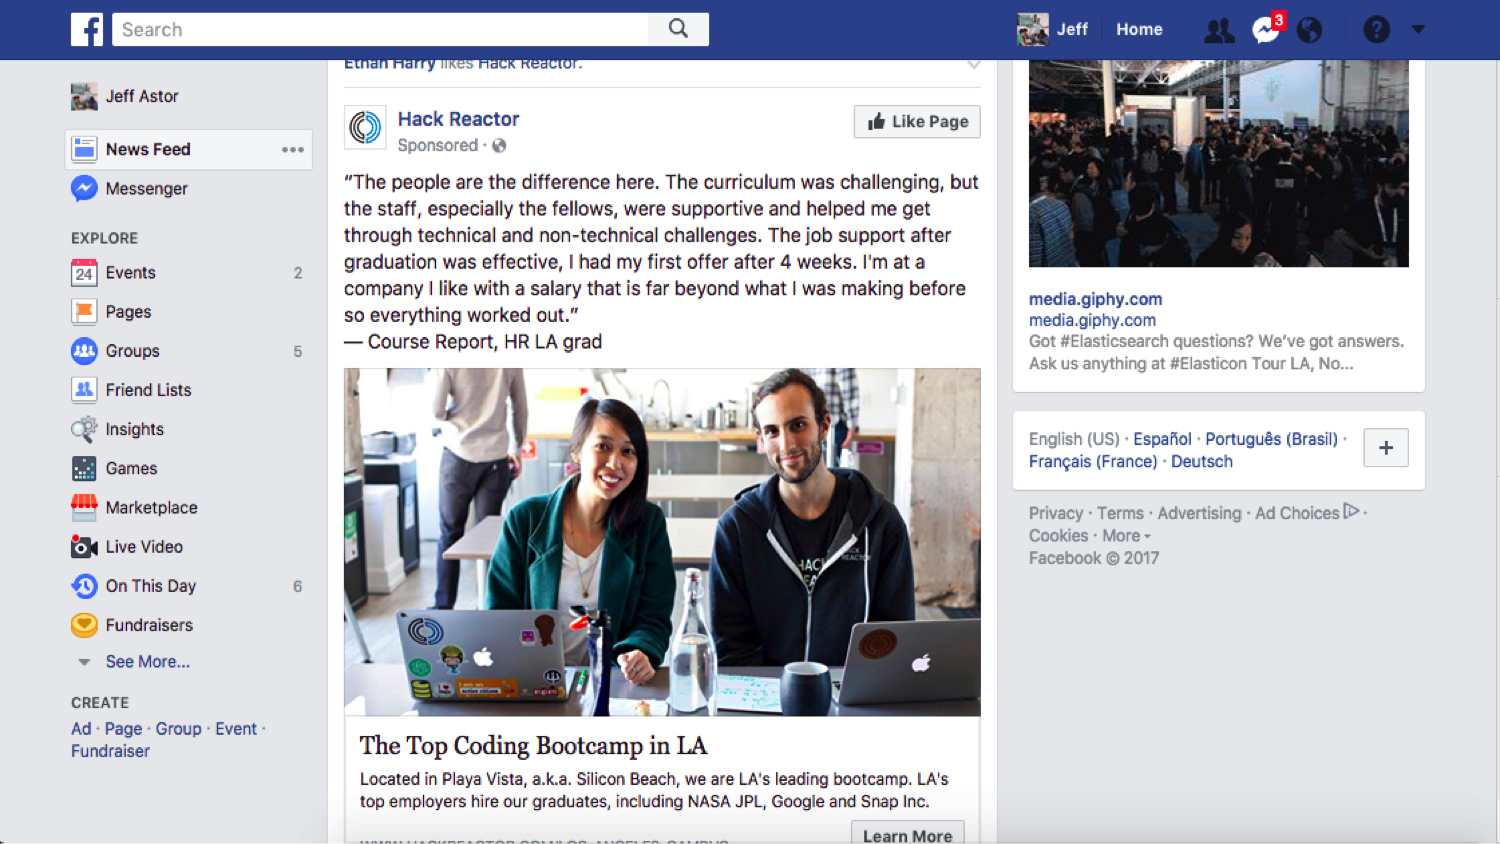 Search
Jeff
Home
3
Jeff Astor
News Feed
Messenger
EXPLORE
24
Events 2
Pages
Groups 5
Friend Lists
Insights
Games
Marketplace
Live Video
On This Day 6
Fundraisers
See More...
CREATE
Ad · Page · Group · Event ·
Fundraiser
Ethan Harry likes Hack Reactor.
Hack Reactor
Sponsored ·
Like Page
“The people are the difference here. The curriculum was challenging, but
the staff, especially the fellows, were supportive and helped me get
through technical and non-technical challenges. The job support after
graduation was effective, I had my first offer after 4 weeks. I'm at a
company I like with a salary that is far beyond what I was making before
so everything worked out.”
— Course Report, HR LA grad
HACK
REACTOR
The Top Coding Bootcamp in LA
Located in Playa Vista, a.k.a. Silicon Beach, we are LA's leading bootcamp. LA's
top employers hire our graduates, including NASA JPL, Google and Snap Inc.
WWW.HACKREACTOR.COM/LOS-ANGELES-CAMPUS
Learn More
media.giphy.com
media.giphy.com
Got #Elasticsearch questions? We’ve got answers.
Ask us anything at #Elasticon Tour LA, No...
English (US) · Español · Português (Brasil) ·
Français (France) · Deutsch
+
Privacy · Terms · Advertising · Ad Choices ·
Cookies · More
Facebook © 2017